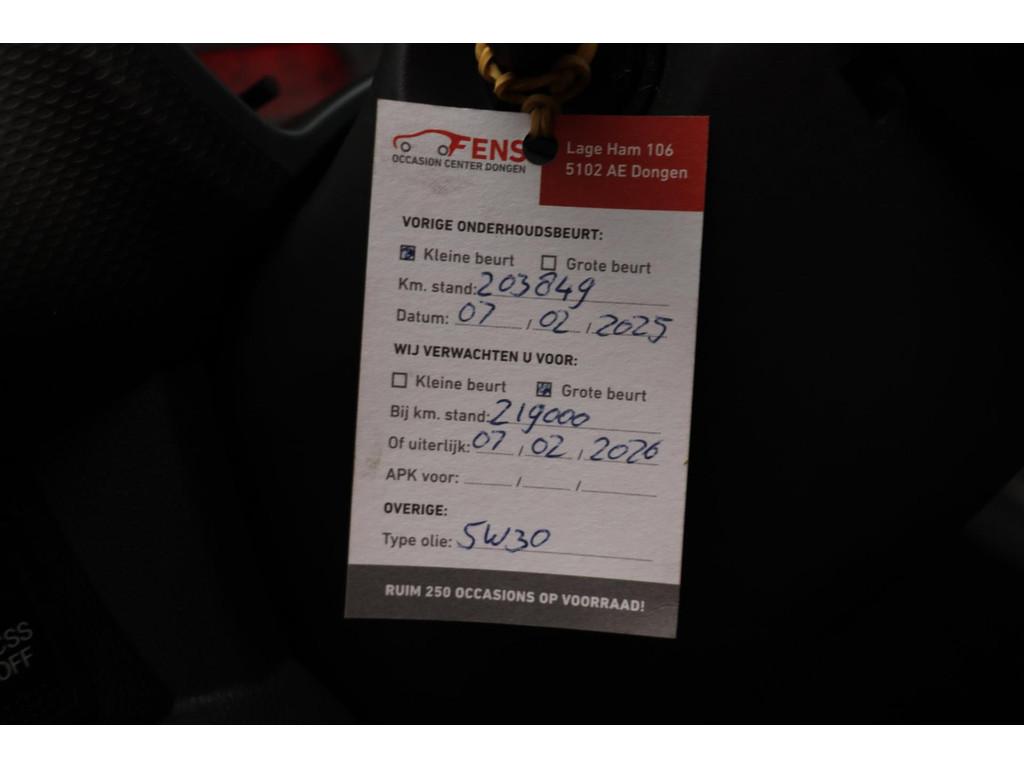 FENS
OCCASION CENTER DONGEN
Lage Ham 106
5102 AE Dongen
VORIGE ONDERHOUDSBEURT:
Kleine beurt Grote beurt
Km. stand: 203849
Datum: 07 / 02 / 2025
WIJ VERWACHTEN U VOOR:
Kleine beurt Grote beurt
Bij km. stand: 219000
Of uiterlijk: 07 / 02 / 2026
APK voor: / /
OVERIGE:
Type olie: 5W30
RUIM 250 OCCASIONS OP VOORRAAD!
OFF